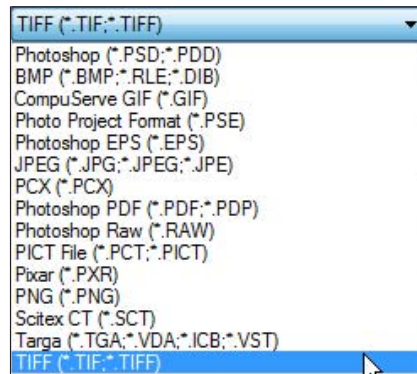 TIFF (*.TIF;*.TIFF)
Photoshop (*.PSD;*.PDD)
BMP (*.BMP;*.RLE;*.DIB)
CompuServe GIF (*.GIF)
Photo Project Format (*.PSE)
Photoshop EPS (*.EPS)
JPEG (*.JPG;*.JPEG;*.JPE)
PCX (*.PCX)
Photoshop PDF (*.PDF;*.PDP)
Photoshop Raw (*.RAW)
PICT File (*.PCT;*.PICT)
Pixar (*.PXR)
PNG (*.PNG)
Scitex CT (*.SCT)
Targa (*.TGA;*.VDA;*.ICB;*.VST)
TIFF (*.TIF;*.TIFF)